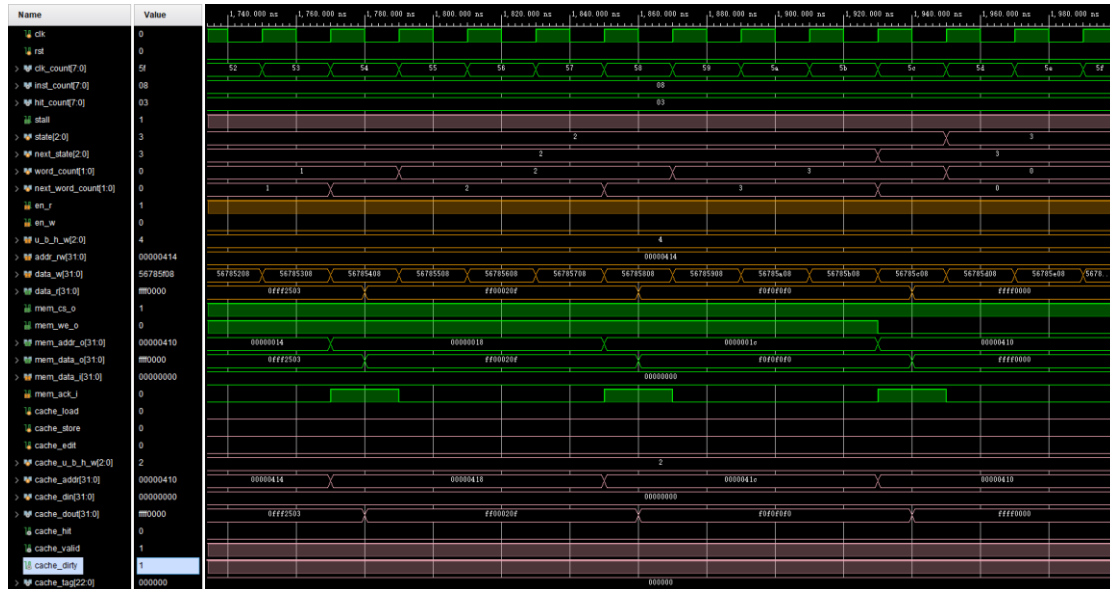 Name Value 1,740.000 ns 1,760.000 ns 1,780.000 ns 1,800.000 ns 1,820.000 ns 1,840.000 ns 1,860.000 ns 1,880.000 ns 1,900.000 ns 1,920.000 ns 1,940.000 ns 1,960.000 ns 1,980.000 ns
clk 0
rst 0
clk_count[7:0] 5f 52 53 54 55 56 57 58 59 5a 5b 5c 5d 5e 5f
inst_count[7:0] 08 08
hit_count[7:0] 03 03
stall 1
state[2:0] 3 2 3
next_state[2:0] 3 2 3
word_count[1:0] 0 1 2 3 0
next_word_count[1:0] 0 1 2 3 0
en_r 1
en_w 0
u_b_h_w[2:0] 4 4
addr_rw[31:0] 00000414 00000414
data_w[31:0] 56785f08 56785208 56785308 56785408 56785508 56785608 56785708 56785808 56785908 56785a08 56785b08 56785c08 56785d08 56785e08 5678..
data_r[31:0] ffff0000 0fff2503 ff00020f f0f0f0f0 ffff0000
mem_cs_o 1
mem_we_o 0
mem_addr_o[31:0] 00000410 00000014 00000018 0000001c 00000410
mem_data_o[31:0] ffff0000 0fff2503 ff00020f f0f0f0f0 ffff0000
mem_data_i[31:0] 00000000 00000000
mem_ack_i 0
cache_load 0
cache_store 0
cache_edit 0
cache_u_b_h_w[2:0] 2 2
cache_addr[31:0] 00000410 00000414 00000418 0000041c 00000410
cache_din[31:0] 00000000 00000000
cache_dout[31:0] ffff0000 0fff2503 ff00020f f0f0f0f0 ffff0000
cache_hit 0
cache_valid 1
cache_dirty 1
cache_tag[22:0] 000000 000000